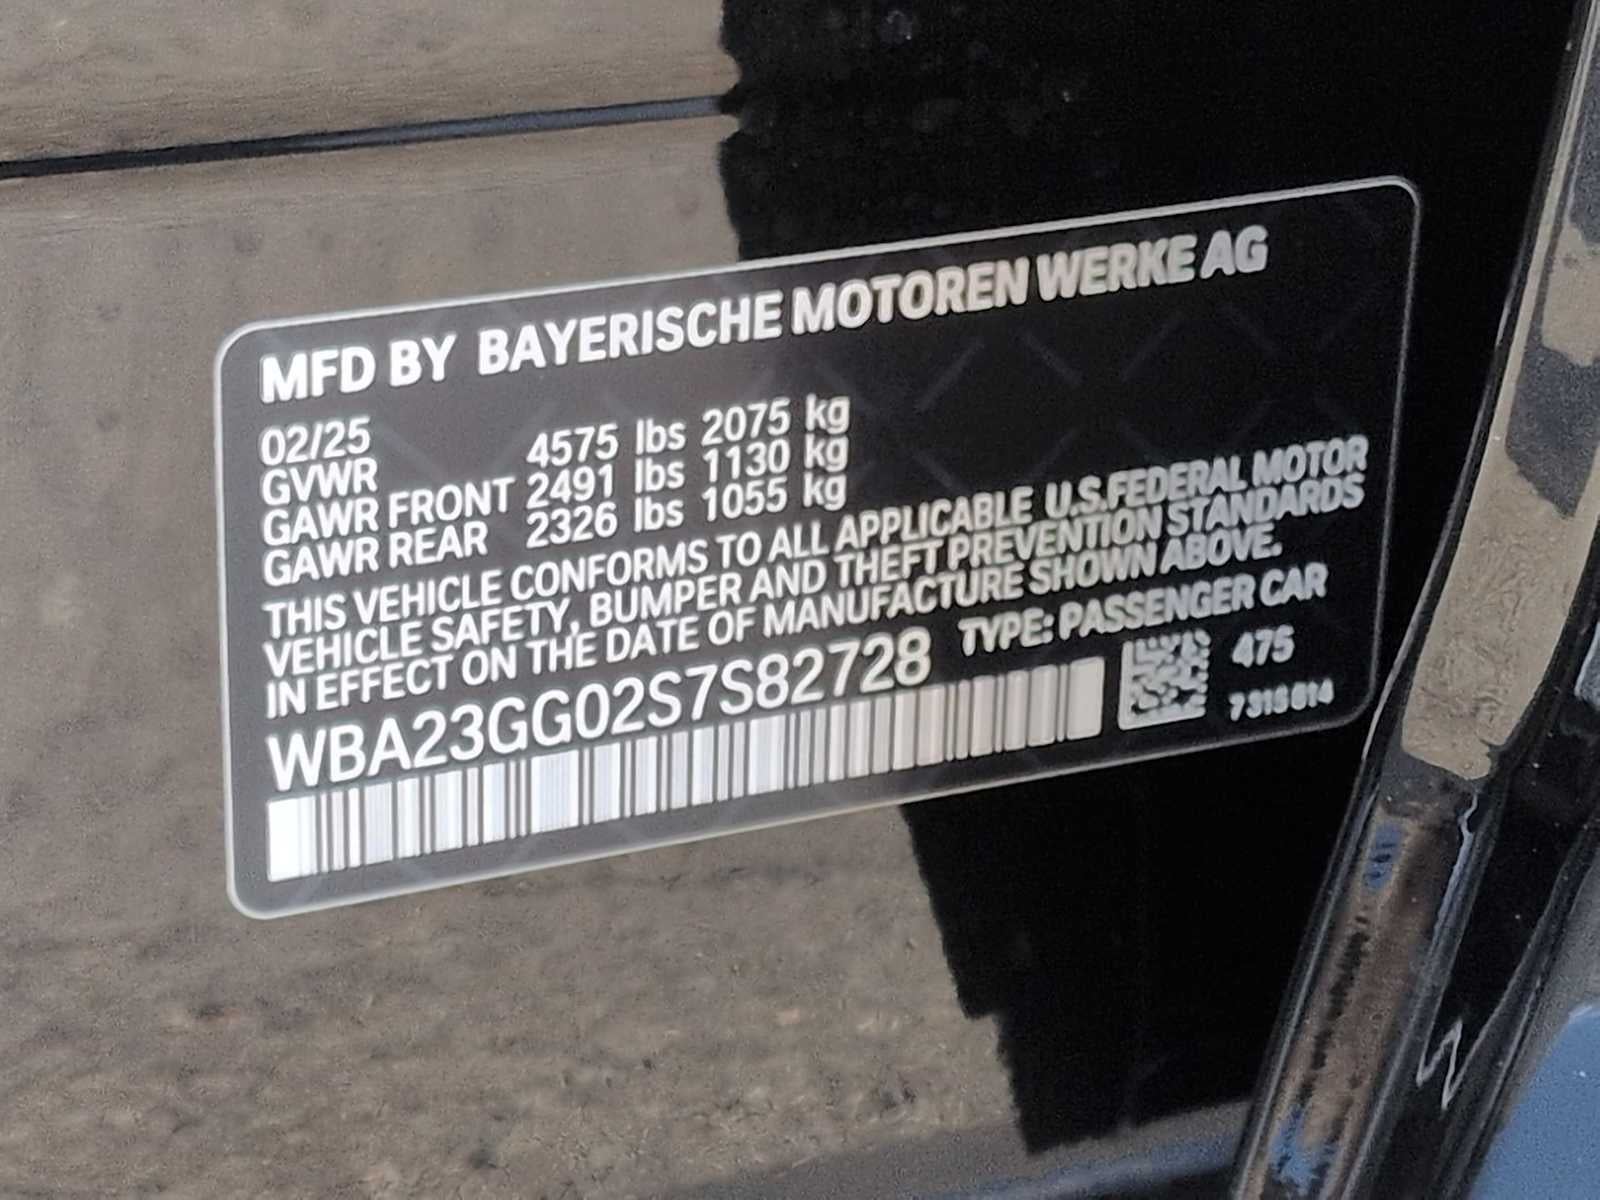 MFD BY BAYERISCHE MOTOREN WERKE AG
02/25
GVWR 4575 lbs 2075 kg
GAWR FRONT 2491 lbs 1130 kg
GAWR REAR 2326 lbs 1055 kg
THIS VEHICLE CONFORMS TO ALL APPLICABLE U.S.FEDERAL MOTOR
VEHICLE SAFETY, BUMPER AND THEFT PREVENTION STANDARDS
IN EFFECT ON THE DATE OF MANUFACTURE SHOWN ABOVE.
WBA23GG02S7S82728 TYPE: PASSENGER CAR
475